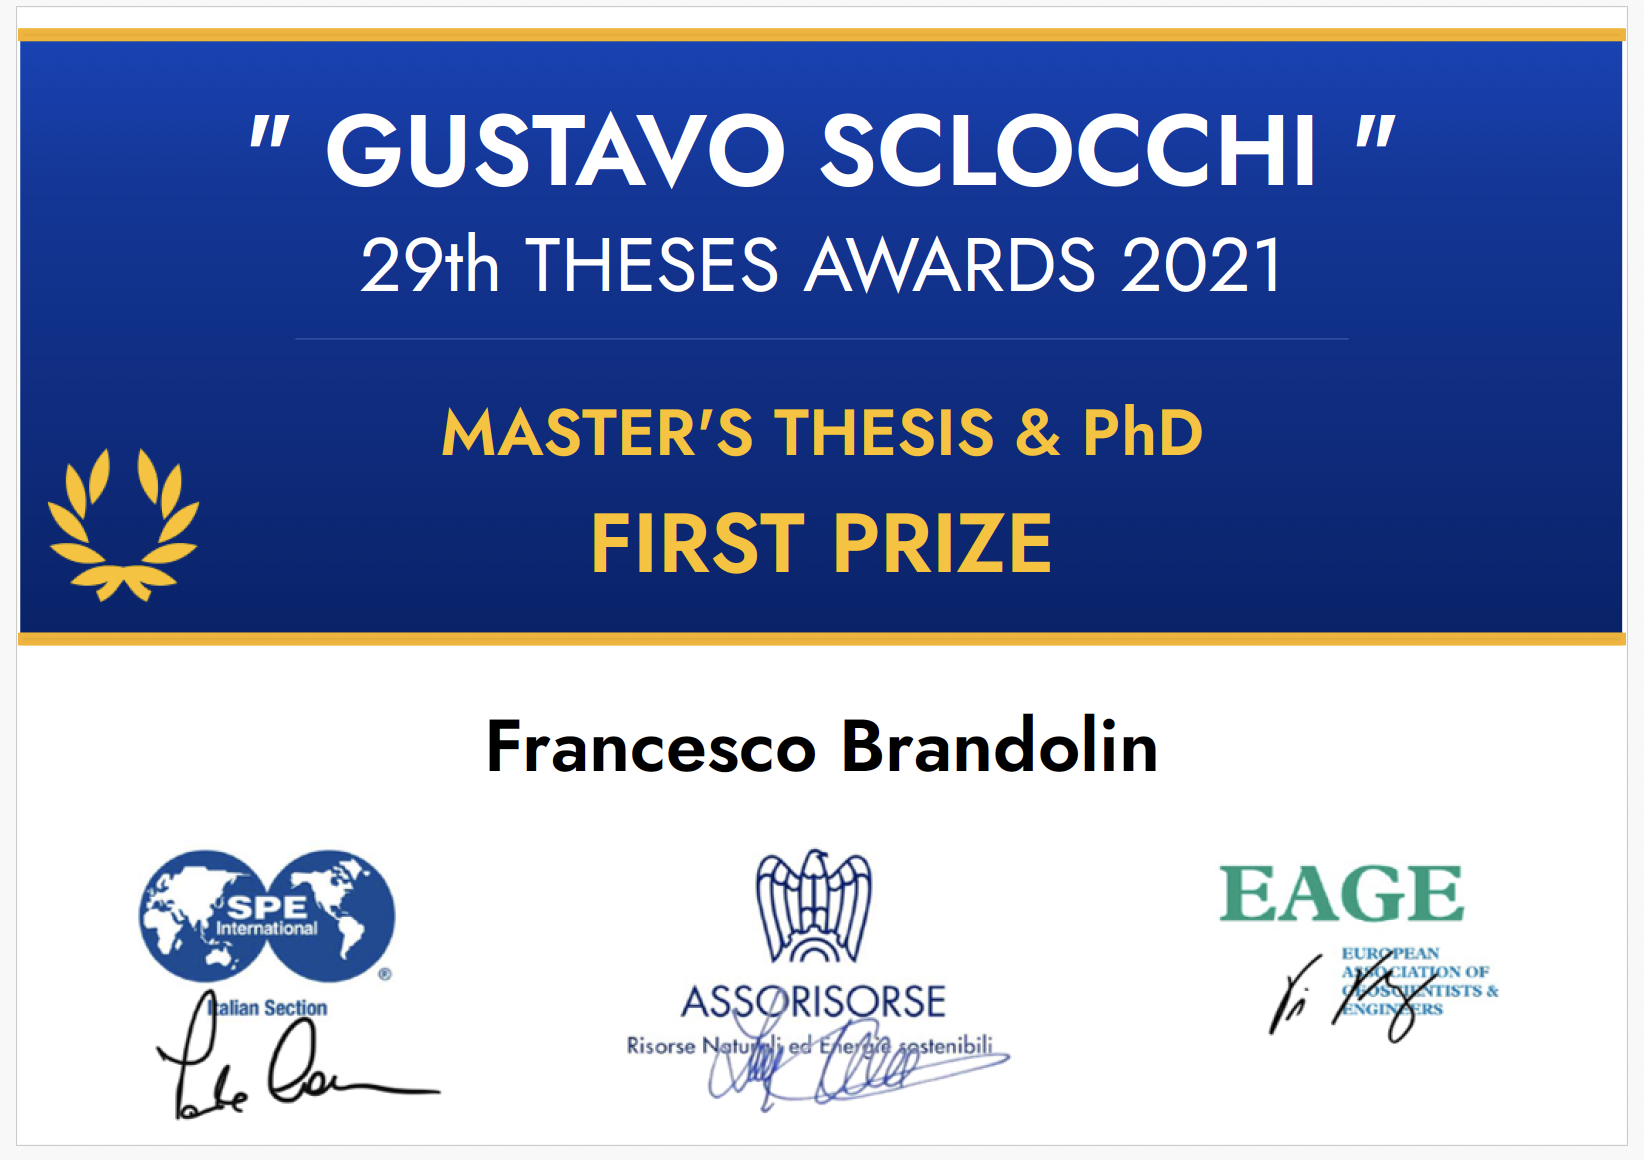 " GUSTAVO SCLOCCHI "
29th THESES AWARDS 2021
MASTER'S THESIS & PhD
FIRST PRIZE
Francesco Brandolin
SPE
International
®
Italian Section
ASSORISORSE
Risorse Naturali ed Energie sostenibili
EAGE
EUROPEAN
ASSOCIATION OF
GEOSCIENTISTS &
ENGINEERS